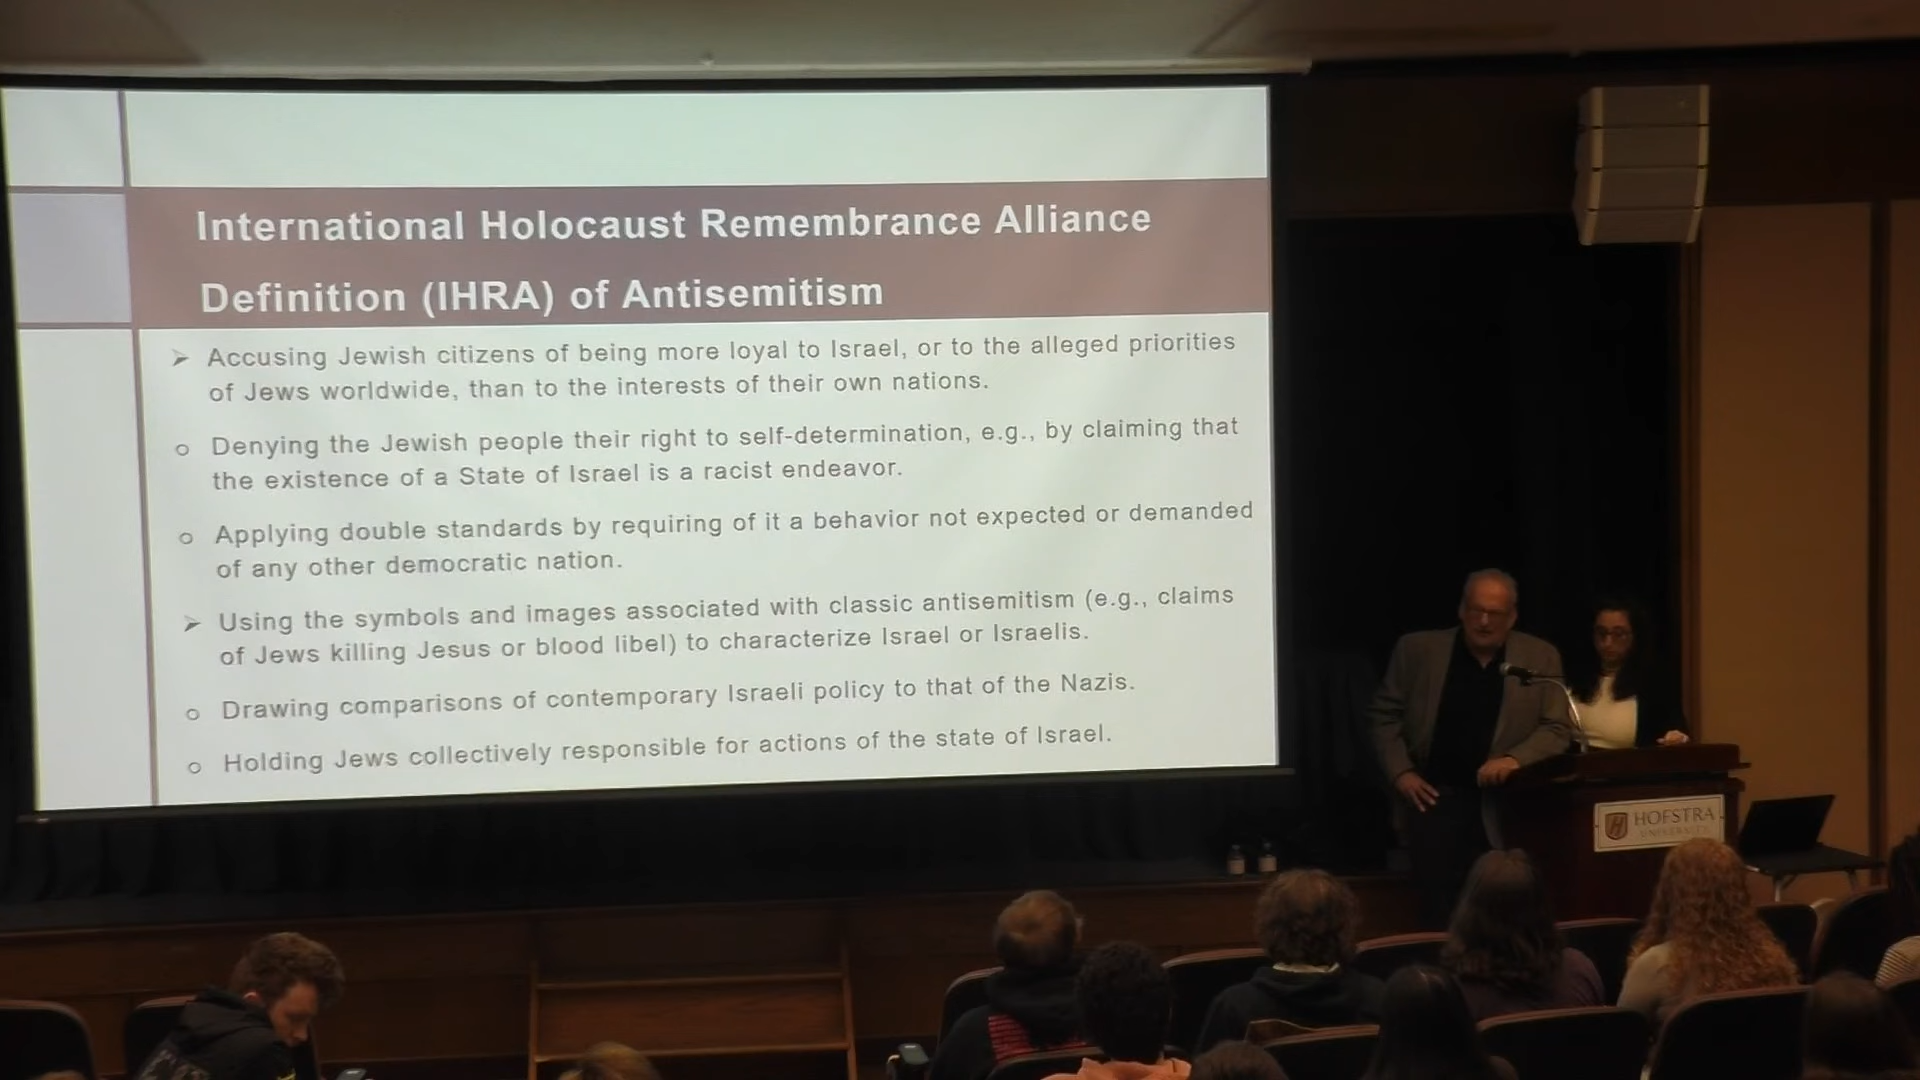 International Holocaust Remembrance Alliance
Definition (IHRA) of Antisemitism
➢ Accusing Jewish citizens of being more loyal to Israel, or to the alleged priorities
of Jews worldwide, than to the interests of their own nations.
○ Denying the Jewish people their right to self-determination, e.g., by claiming that
the existence of a State of Israel is a racist endeavor.
○ Applying double standards by requiring of it a behavior not expected or demanded
of any other democratic nation.
➢ Using the symbols and images associated with classic antisemitism (e.g., claims
of Jews killing Jesus or blood libel) to characterize Israel or Israelis.
○ Drawing comparisons of contemporary Israeli policy to that of the Nazis.
○ Holding Jews collectively responsible for actions of the state of Israel.
H HOFSTRA
UNIVERSITY